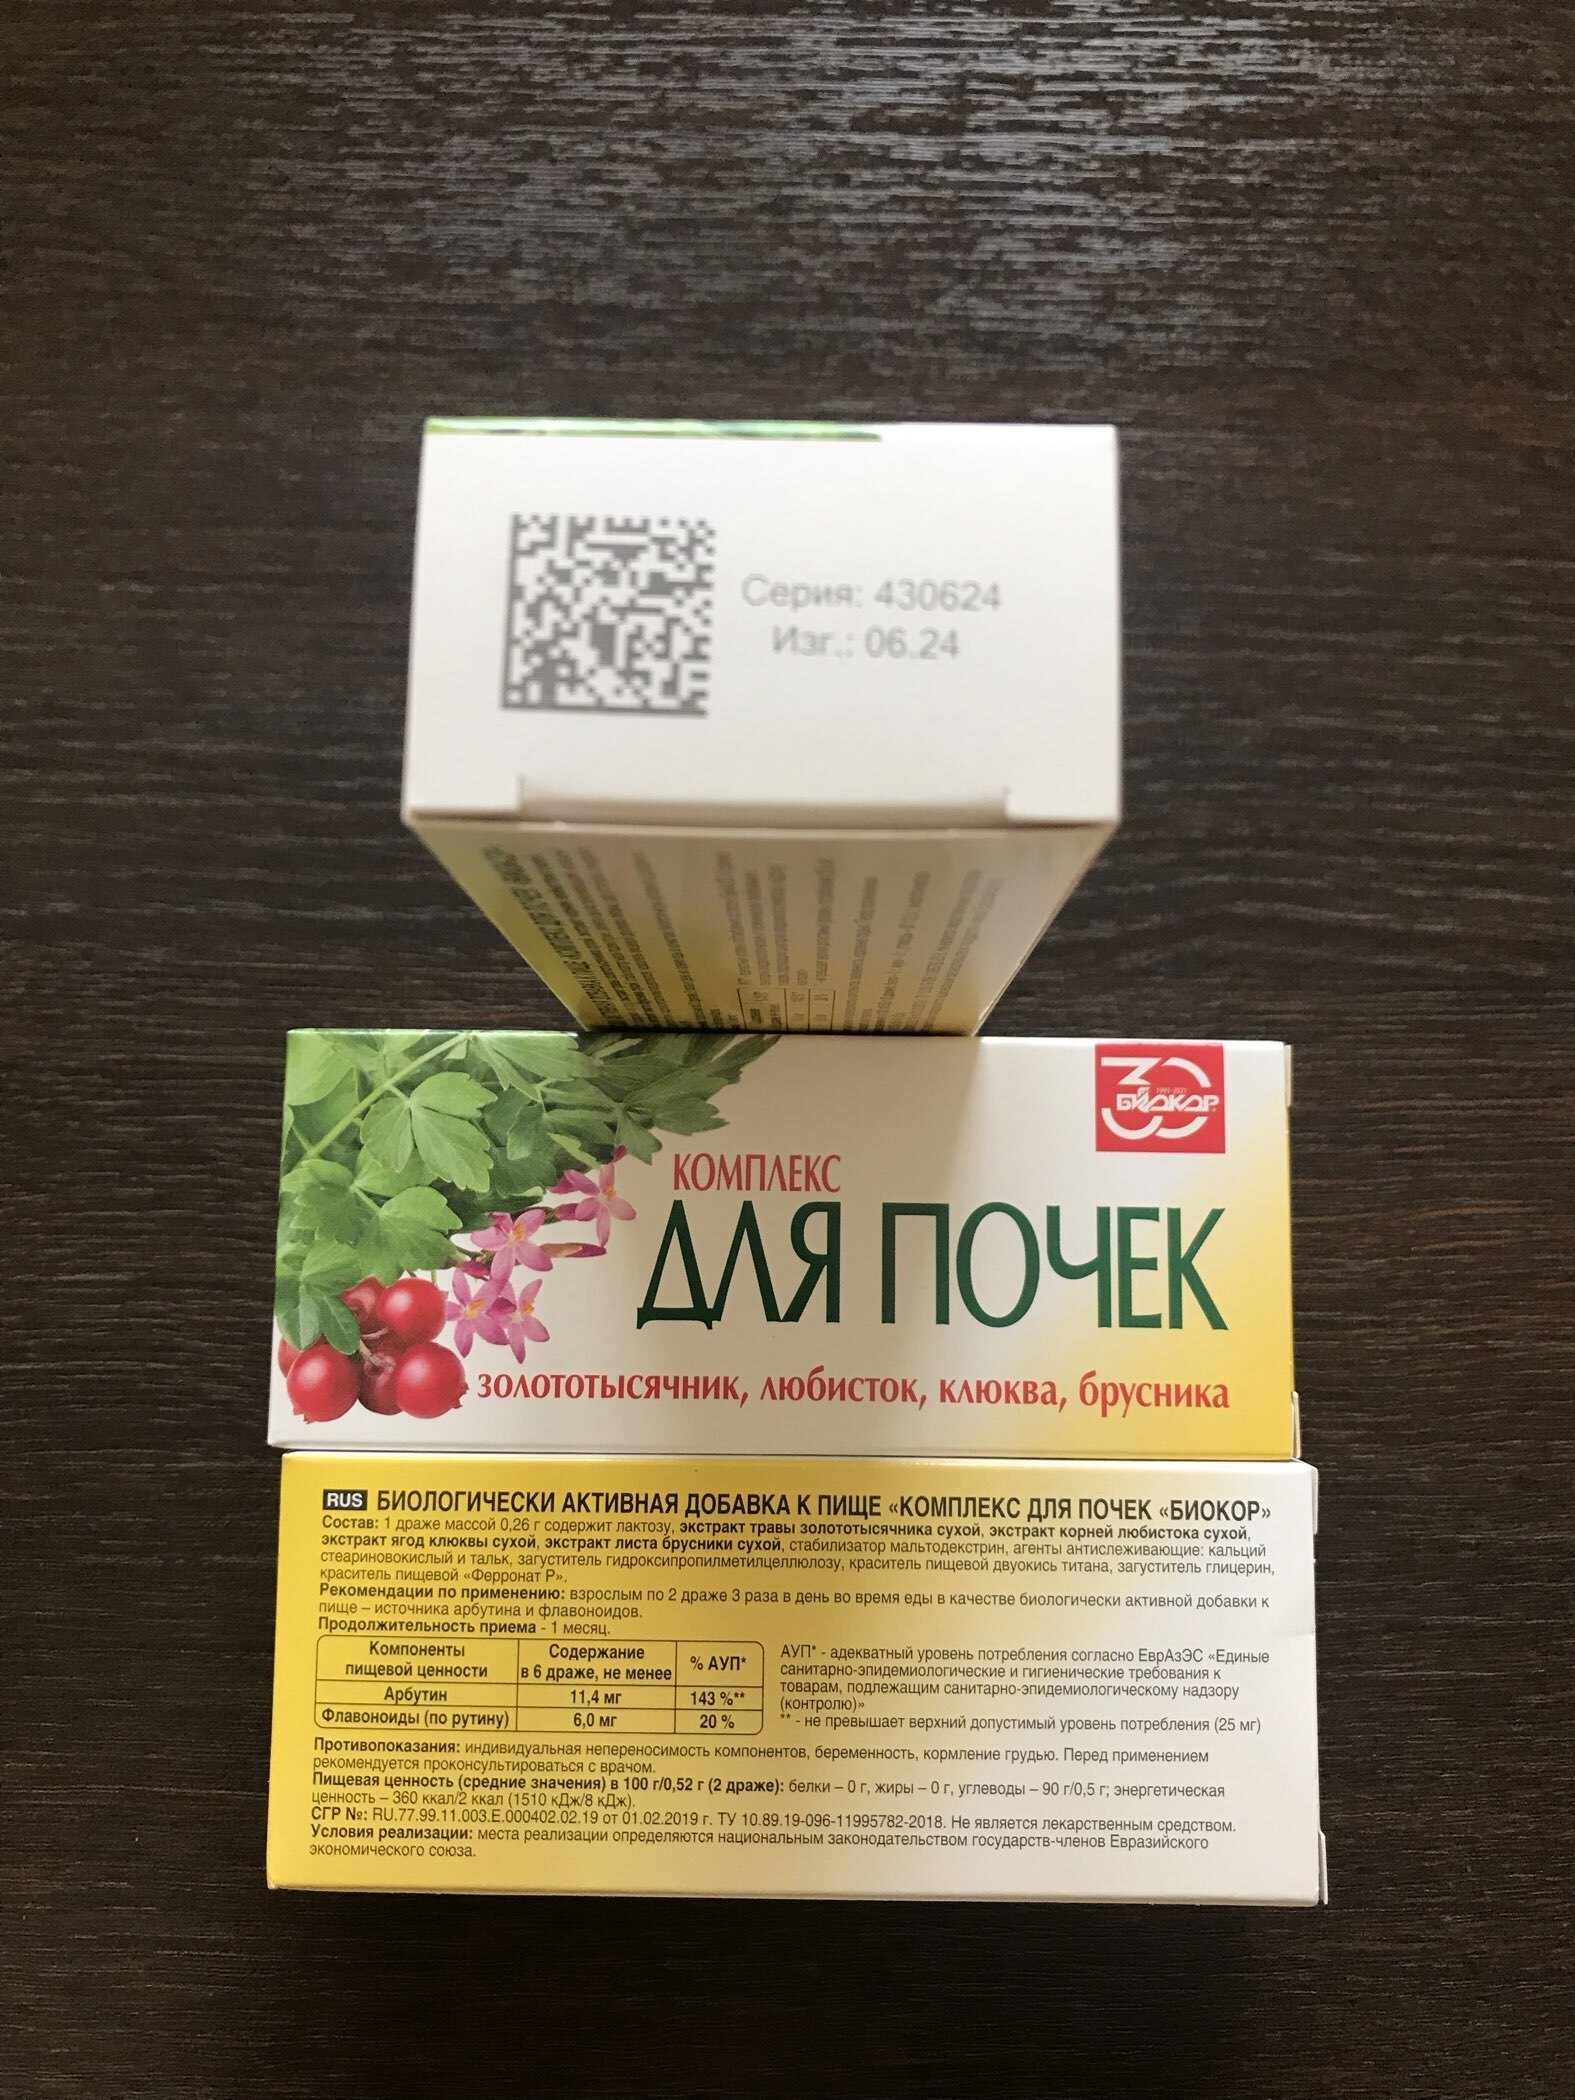 Серия: 430624
Изг.: 06.24
30
1991-2021
БИОКОР
КОМПЛЕКС
ДЛЯ ПОЧЕК
золототысячник, любисток, клюква, брусника
RUS БИОЛОГИЧЕСКИ АКТИВНАЯ ДОБАВКА К ПИЩЕ «КОМПЛЕКС ДЛЯ ПОЧЕК «БИОКОР»
Состав: 1 драже массой 0,26 г содержит лактозу, экстракт травы золототысячника сухой, экстракт корней любистока сухой,
экстракт ягод клюквы сухой, экстракт листа брусники сухой, стабилизатор мальтодекстрин, агенты антислеживающие: кальций
стеариновокислый и тальк, загуститель гидроксипропилметилцеллюлозу, краситель пищевой двуокись титана, загуститель глицерин,
краситель пищевой «Ферронат Р».
Рекомендации по применению: взрослым по 2 драже 3 раза в день во время еды в качестве биологически активной добавки к
пище – источника арбутина и флавоноидов.
Продолжительность приема - 1 месяц.
Компоненты пищевой ценности Содержание в 6 драже, не менее % АУП*
Арбутин 11,4 мг 143 %**
Флавоноиды (по рутину) 6,0 мг 20 %
АУП* - адекватный уровень потребления согласно ЕврАзЭС «Единые
санитарно-эпидемиологические и гигиенические требования к
товарам, подлежащим санитарно-эпидемиологическому надзору
(контролю)»
** - не превышает верхний допустимый уровень потребления (25 мг)
Противопоказания: индивидуальная непереносимость компонентов, беременность, кормление грудью. Перед применением
рекомендуется проконсультироваться с врачом.
Пищевая ценность (средние значения) в 100 г/0,52 г (2 драже): белки – 0 г, жиры – 0 г, углеводы – 90 г/0,5 г; энергетическая
ценность – 360 ккал/2 ккал (1510 кДж/8 кДж).
СГР №: RU.77.99.11.003.E.000402.02.19 от 01.02.2019 г. ТУ 10.89.19-096-11995782-2018. Не является лекарственным средством.
Условия реализации: места реализации определяются национальным законодательством государств-членов Евразийского
экономического союза.